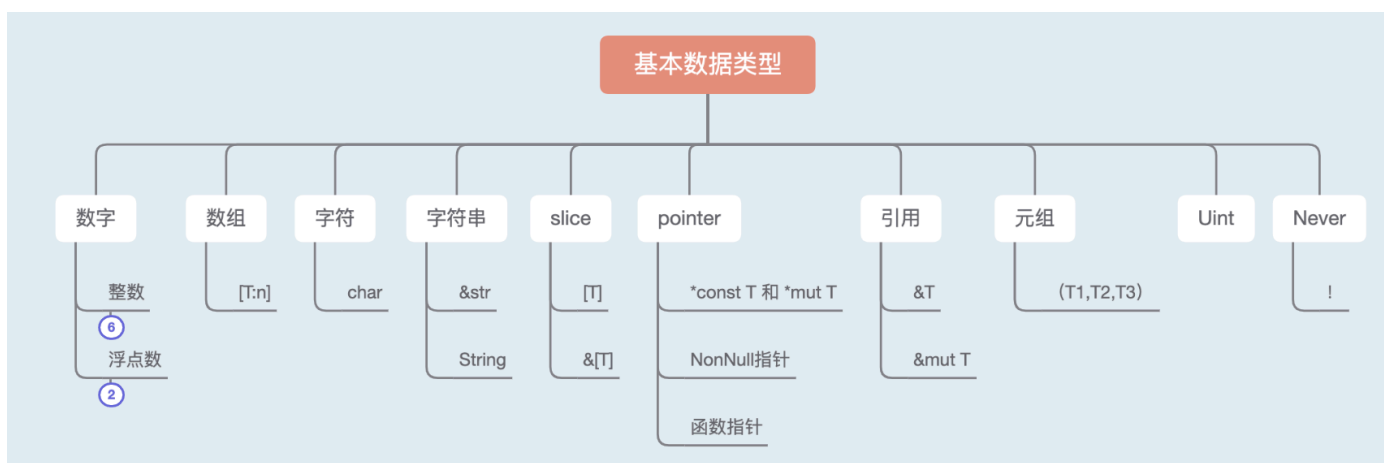 基本数据类型
数字 数组 字符 字符串 slice pointer 引用 元组 Uint Never
整数 [T:n] char &str [T] *const T 和 *mut T &T （T1,T2,T3） !
6
浮点数 String &[T] NonNull指针 &mut T
2
函数指针